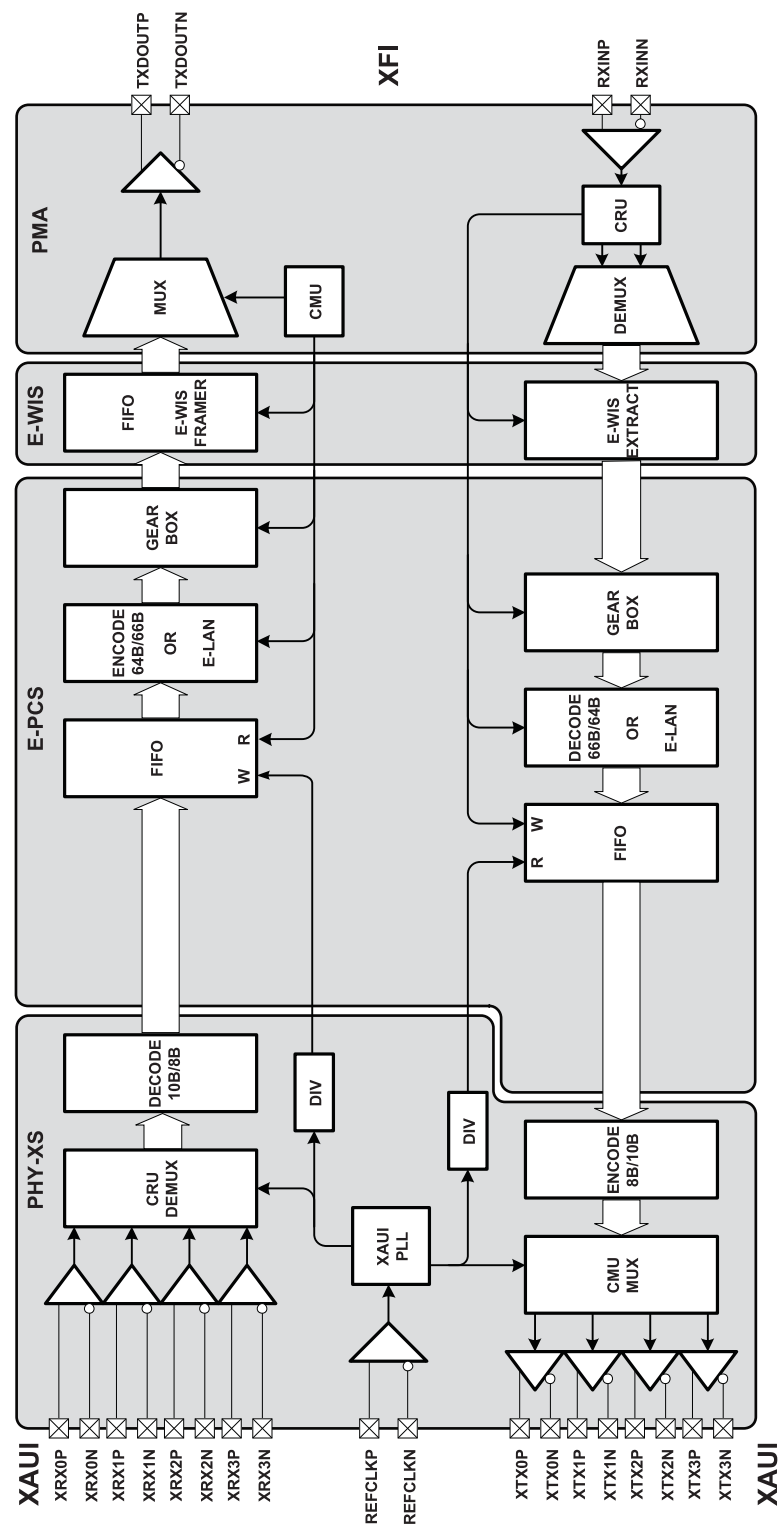 XAUI
XRX0P
XRX0N
XRX1P
XRX1N
XRX2P
XRX2N
XRX3P
XRX3N
REFCLKP
REFCLKN
XTX0P
XTX0N
XTX1P
XTX1N
XTX2P
XTX2N
XTX3P
XTX3N
XAUI
PHY-XS
CRU
DEMUX
DECODE
10B/8B
XAUI
PLL
DIV
DIV
CMU
MUX
ENCODE
8B/10B
E-PCS
FIFO
W
R
ENCODE
64B/66B
OR
E-LAN
GEAR
BOX
R
W
FIFO
DECODE
66B/64B
OR
E-LAN
GEAR
BOX
E-WIS
FIFO
E-WIS
FRAMER
E-WIS
EXTRACT
PMA
MUX
CMU
CRU
DEMUX
TXDOUTP
TXDOUTN
XFI
RXINP
RXINN